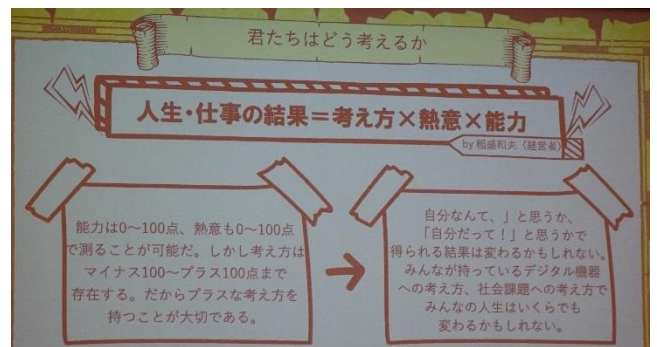 君たちはどう考えるか
人生・仕事の結果＝考え方×熱意×能力
by 稲盛和夫（経営者）
能力は0〜100点、熱意も0〜100点
で測ることが可能だ。しかし考え方は
マイナス100〜プラス100点まで
存在する。だからプラスな考え方を
持つことが大切である。
自分なんて、」と思うか、
「自分だって！」と思うかで
得られる結果は変わるかもしれない。
みんなが持っているデジタル機器
への考え方、社会課題への考え方で
みんなの人生はいくらでも
変わるかもしれない。